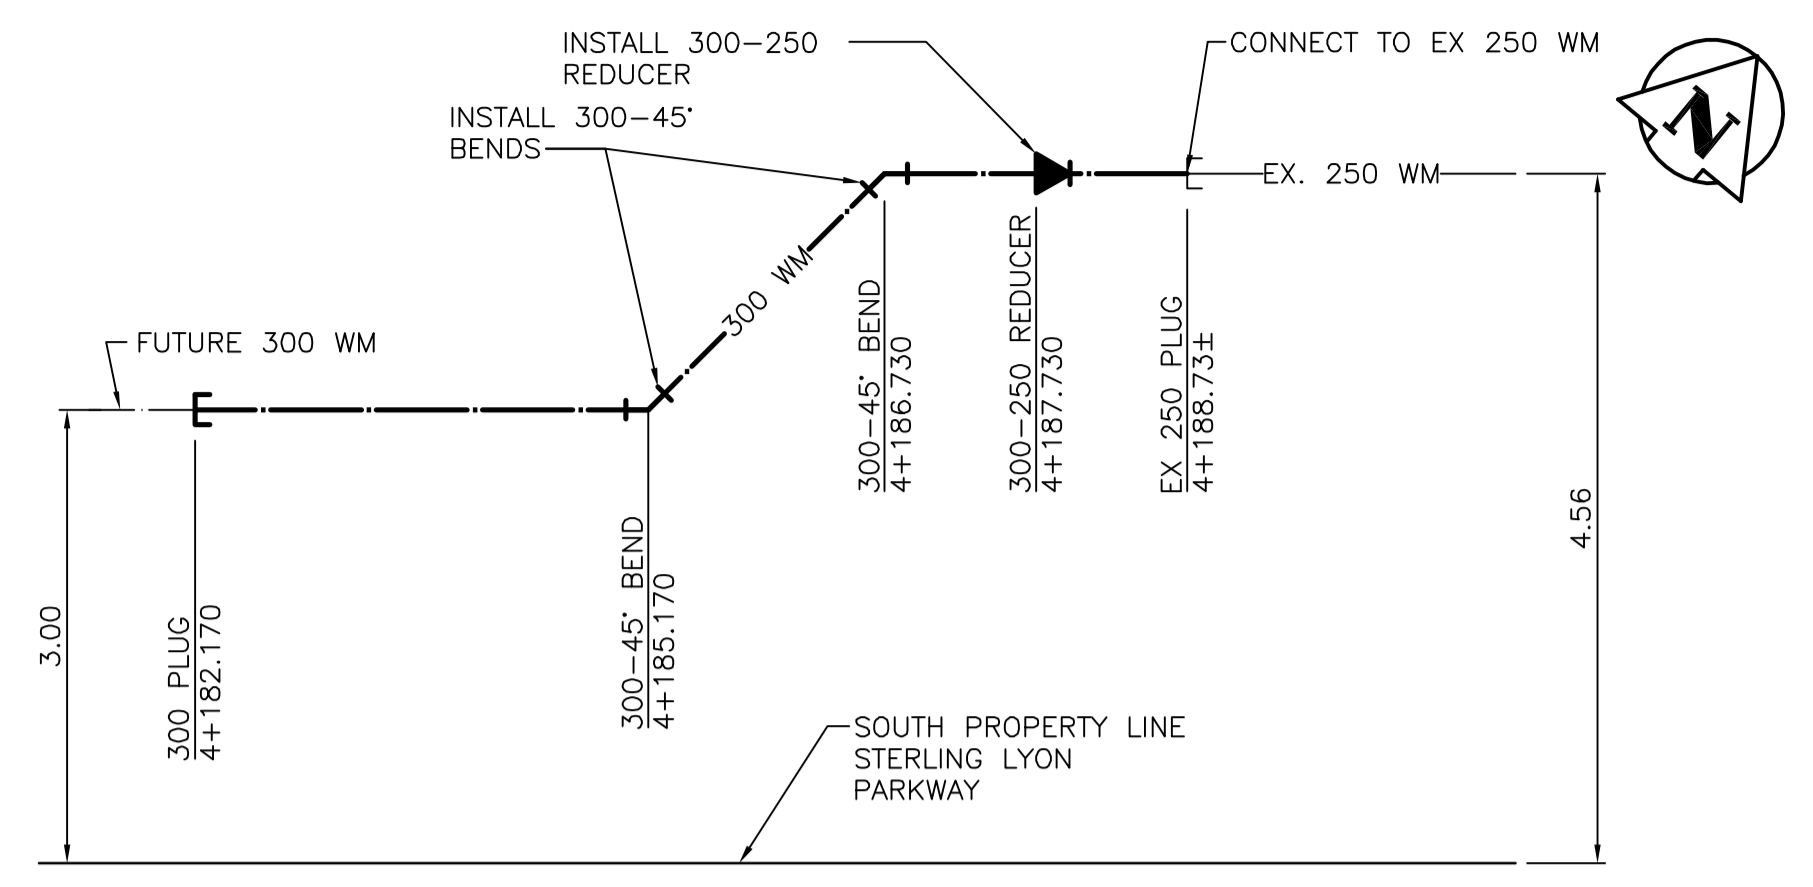 INSTALL 300-250
REDUCER
CONNECT TO EX 250 WM
N
INSTALL 300-45°
BENDS
EX. 250 WM
300 WM
FUTURE 300 WM
300-45° BEND
4+186.730
300-250 REDUCER
4+187.730
EX 250 PLUG
4+188.73±
4.56
3.00
300 PLUG
4+182.170
300-45° BEND
4+185.170
SOUTH PROPERTY LINE
STERLING LYON
PARKWAY